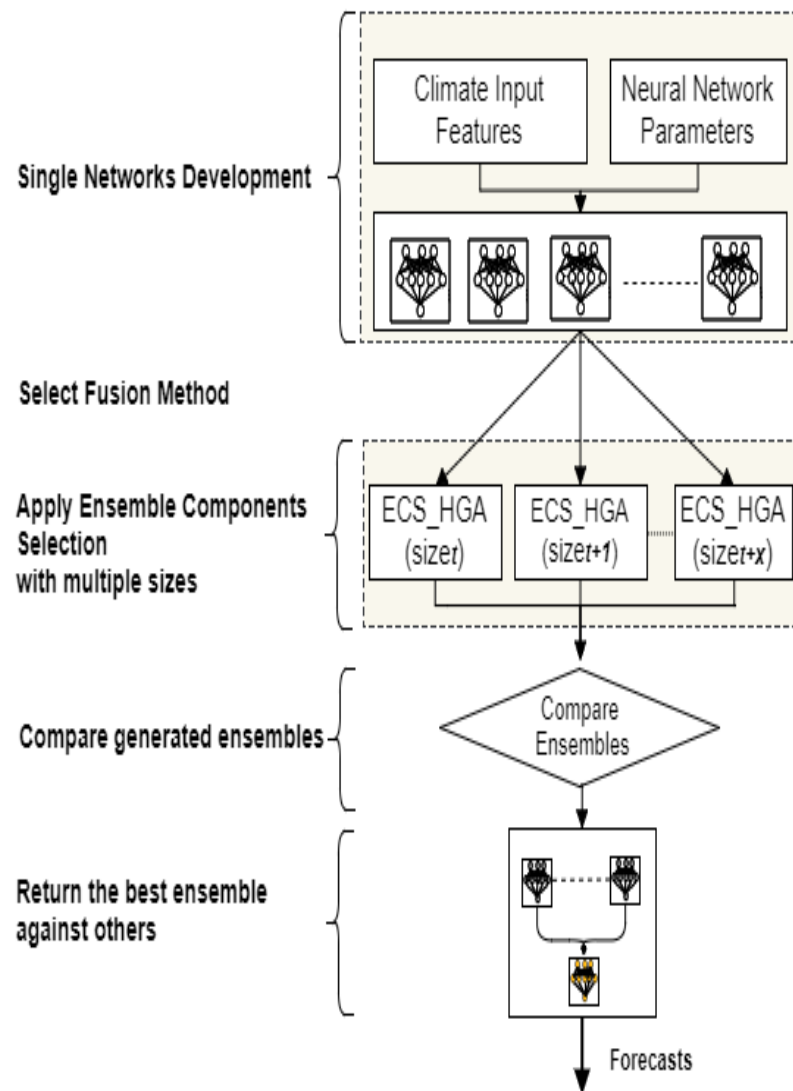 Climate Input
Features
Neural Network
Parameters
Single Networks Development
Select Fusion Method
Apply Ensemble Components
Selection
with multiple sizes
ECS_HGA
(sizet)
ECS_HGA
(sizet+1)
ECS_HGA
(sizet+x)
Compare generated ensembles
Compare
Ensembles
Return the best ensemble
against others
Forecasts